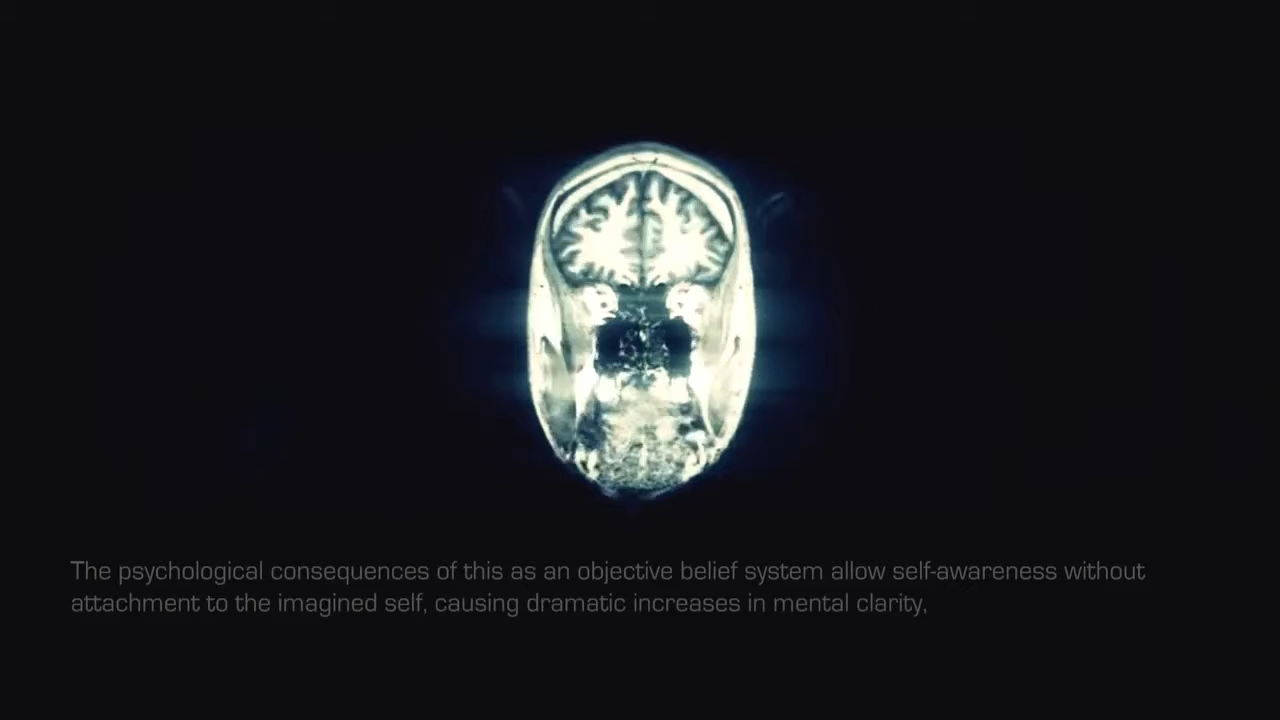 The psychological consequences of this as an objective belief system allow self-awareness without
attachment to the imagined self, causing dramatic increases in mental clarity,